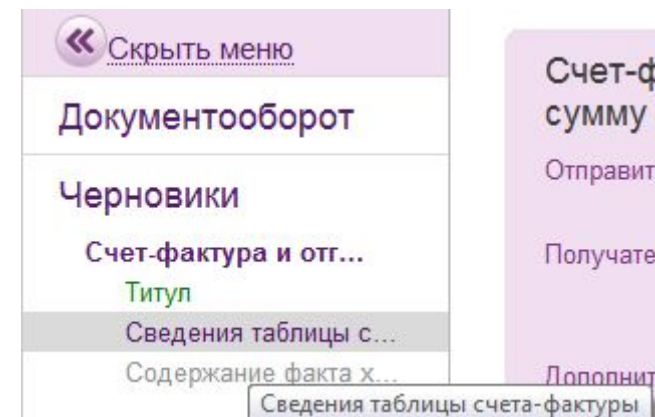 Скрыть меню
Документооборот
Черновики
Счет-фактура и отг...
Титул
Сведения таблицы с...
Содержание факта х...
Сведения таблицы счета-фактуры
Счет-ф
сумму
Отправит
Получате
Дополнит